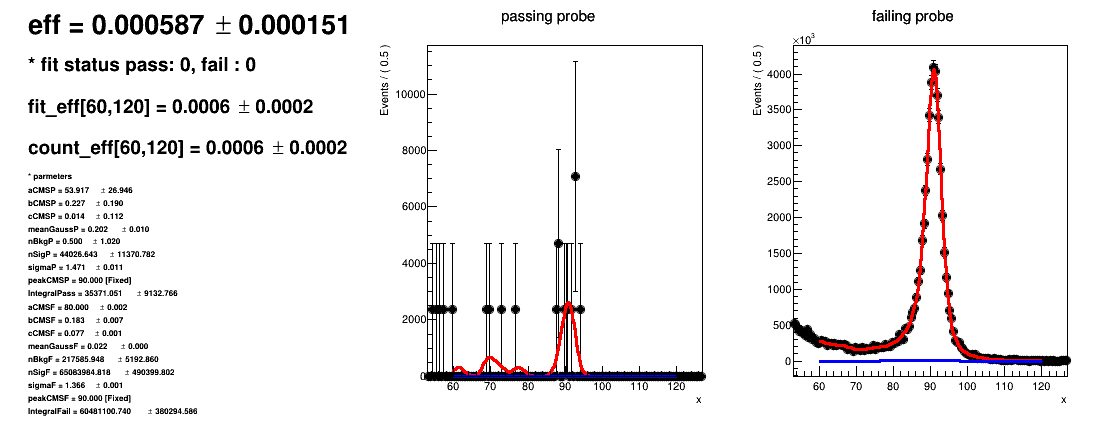 eff = 0.000587 ± 0.000151
* fit status pass: 0, fail : 0
fit_eff[60,120] = 0.0006 ± 0.0002
count_eff[60,120] = 0.0006 ± 0.0002
* parmeters
aCMSP = 53.917 ± 26.946
bCMSP = 0.227 ± 0.190
cCMSP = 0.014 ± 0.112
meanGaussP = 0.202 ± 0.010
nBkgP = 0.500 ± 1.020
nSigP = 44026.643 ± 11370.782
sigmaP = 1.471 ± 0.011
peakCMSP = 90.000 [Fixed]
IntegralPass = 35371.051 ± 9132.766
aCMSF = 80.000 ± 0.002
bCMSF = 0.183 ± 0.007
cCMSF = 0.077 ± 0.001
meanGaussF = 0.022 ± 0.000
nBkgF = 217585.948 ± 5192.860
nSigF = 65083984.818 ± 490399.802
sigmaF = 1.366 ± 0.001
peakCMSF = 90.000 [Fixed]
IntegralFail = 60481100.740 ± 380294.586
passing probe
Events / ( 0.5 )
10000
8000
6000
4000
2000
0
60 70 80 90 100 110 120
x
failing probe
×10³
Events / ( 0.5 )
4000
3500
3000
2500
2000
1500
1000
500
0
60 70 80 90 100 110 120
x